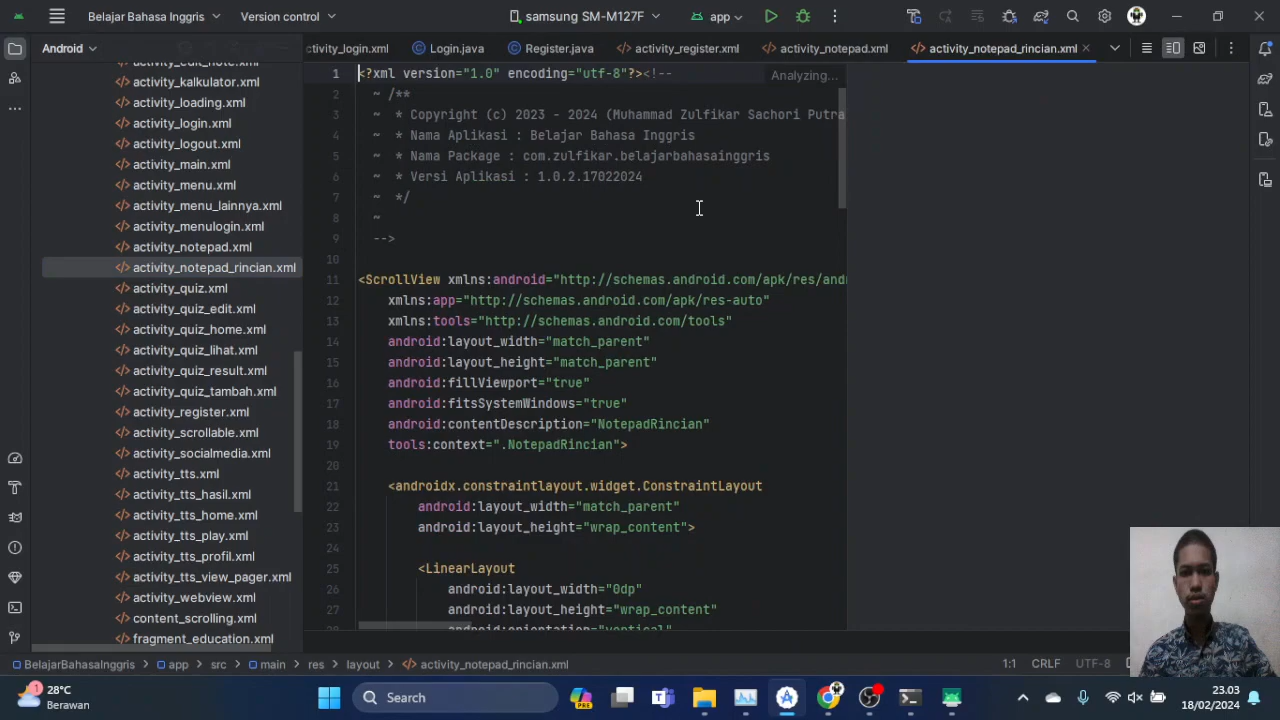 Belajar Bahasa Inggris
Version control
samsung SM-M127F
app
Android
ctivity_login.xml
Login.java
Register.java
activity_register.xml
activity_notepad.xml
activity_notepad_rincian.xml
activity_kalkulator.xml
activity_loading.xml
activity_login.xml
activity_logout.xml
activity_main.xml
activity_menu.xml
activity_menu_lainnya.xml
activity_menulogin.xml
activity_notepad.xml
activity_notepad_rincian.xml
activity_quiz.xml
activity_quiz_edit.xml
activity_quiz_home.xml
activity_quiz_lihat.xml
activity_quiz_result.xml
activity_quiz_tambah.xml
activity_register.xml
activity_scrollable.xml
activity_socialmedia.xml
activity_tts.xml
activity_tts_hasil.xml
activity_tts_home.xml
activity_tts_play.xml
activity_tts_profil.xml
activity_tts_view_pager.xml
activity_webview.xml
content_scrolling.xml
fragment_education.xml
Analyzing...
1 <?xml version="1.0" encoding="utf-8"?><!--
2 ~ /**
3 ~ * Copyright (c) 2023 - 2024 (Muhammad Zulfikar Sachori Putra
4 ~ * Nama Aplikasi : Belajar Bahasa Inggris
5 ~ * Nama Package : com.zulfikar.belajarbahasainggris
6 ~ * Versi Aplikasi : 1.0.2.17022024
7 ~ */
8 ~
9 -->
10
11 <ScrollView xmlns:android="http://schemas.android.com/apk/res/and
12 xmlns:app="http://schemas.android.com/apk/res-auto"
13 xmlns:tools="http://schemas.android.com/tools"
14 android:layout_width="match_parent"
15 android:layout_height="match_parent"
16 android:fillViewport="true"
17 android:fitsSystemWindows="true"
18 android:contentDescription="NotepadRincian"
19 tools:context=".NotepadRincian">
20
21 <androidx.constraintlayout.widget.ConstraintLayout
22 android:layout_width="match_parent"
23 android:layout_height="wrap_content">
24
25 <LinearLayout
26 android:layout_width="0dp"
27 android:layout_height="wrap_content"
28 android:orientation="vertical"
BelajarBahasaInggris > app > src > main > res > layout > activity_notepad_rincian.xml
1:1 CRLF UTF-8
1
28°C
Berawan
Search
PRE
23.03
18/02/2024